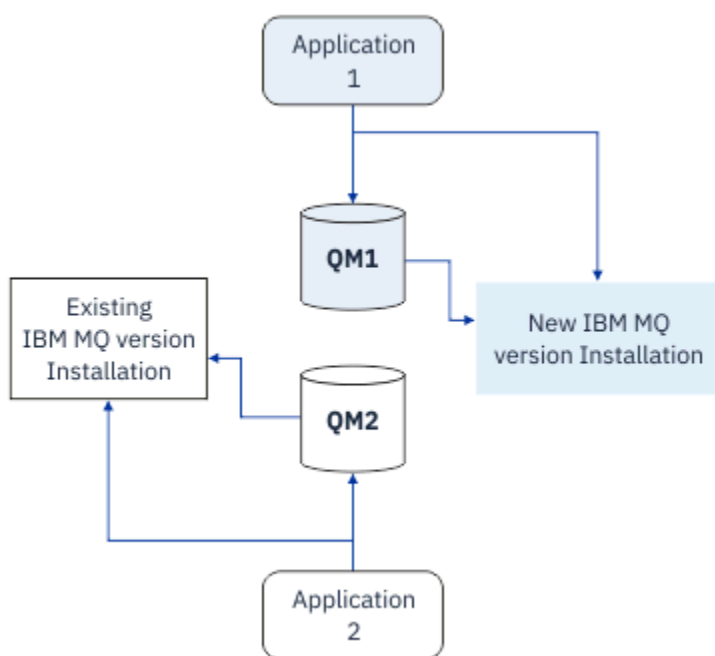 Application
1
QM1
Existing
IBM MQ version
Installation
New IBM MQ
version Installation
QM2
Application
2